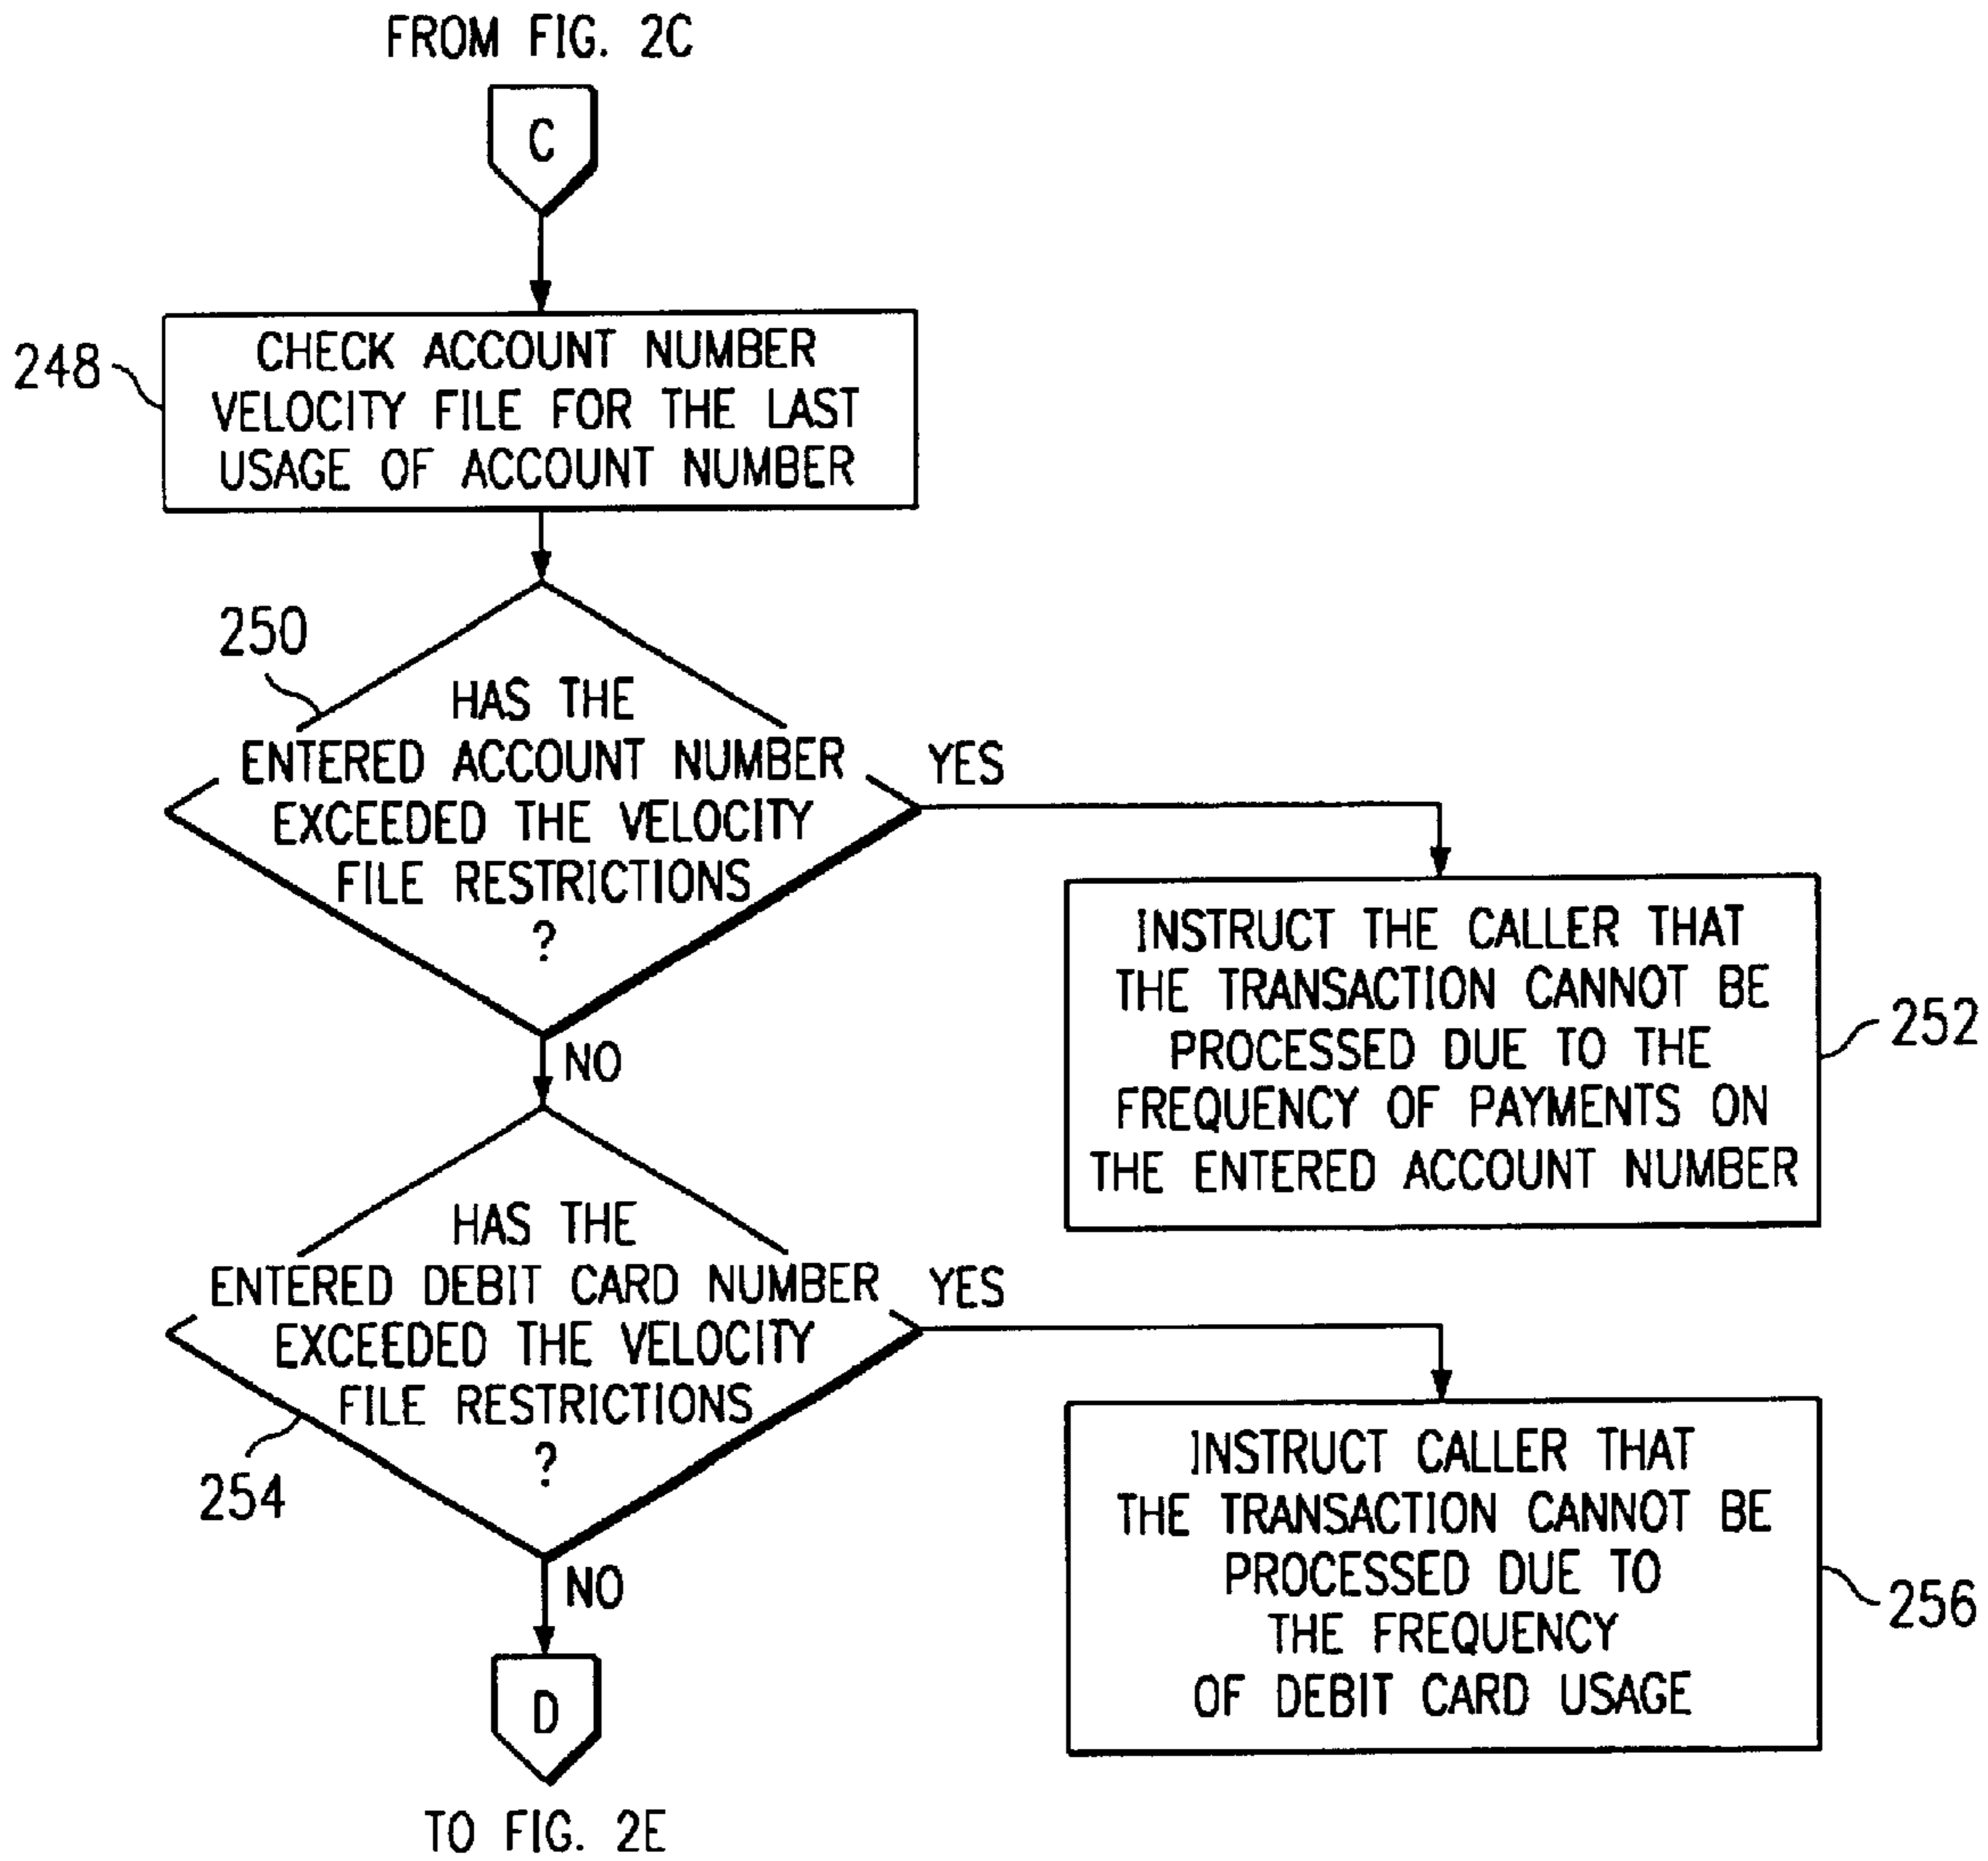 FROM FIG. 2C
C
248
CHECK ACCOUNT NUMBER
VELOCITY FILE FOR THE LAST
USAGE OF ACCOUNT NUMBER
250
HAS THE
ENTERED ACCOUNT NUMBER
EXCEEDED THE VELOCITY
FILE RESTRICTIONS
?
YES
NO
INSTRUCT THE CALLER THAT
THE TRANSACTION CANNOT BE
PROCESSED DUE TO THE
FREQUENCY OF PAYMENTS ON
THE ENTERED ACCOUNT NUMBER
252
HAS THE
ENTERED DEBIT CARD NUMBER
EXCEEDED THE VELOCITY
FILE RESTRICTIONS
?
254
YES
NO
INSTRUCT CALLER THAT
THE TRANSACTION CANNOT BE
PROCESSED DUE TO
THE FREQUENCY
OF DEBIT CARD USAGE
256
D
TO FIG. 2E